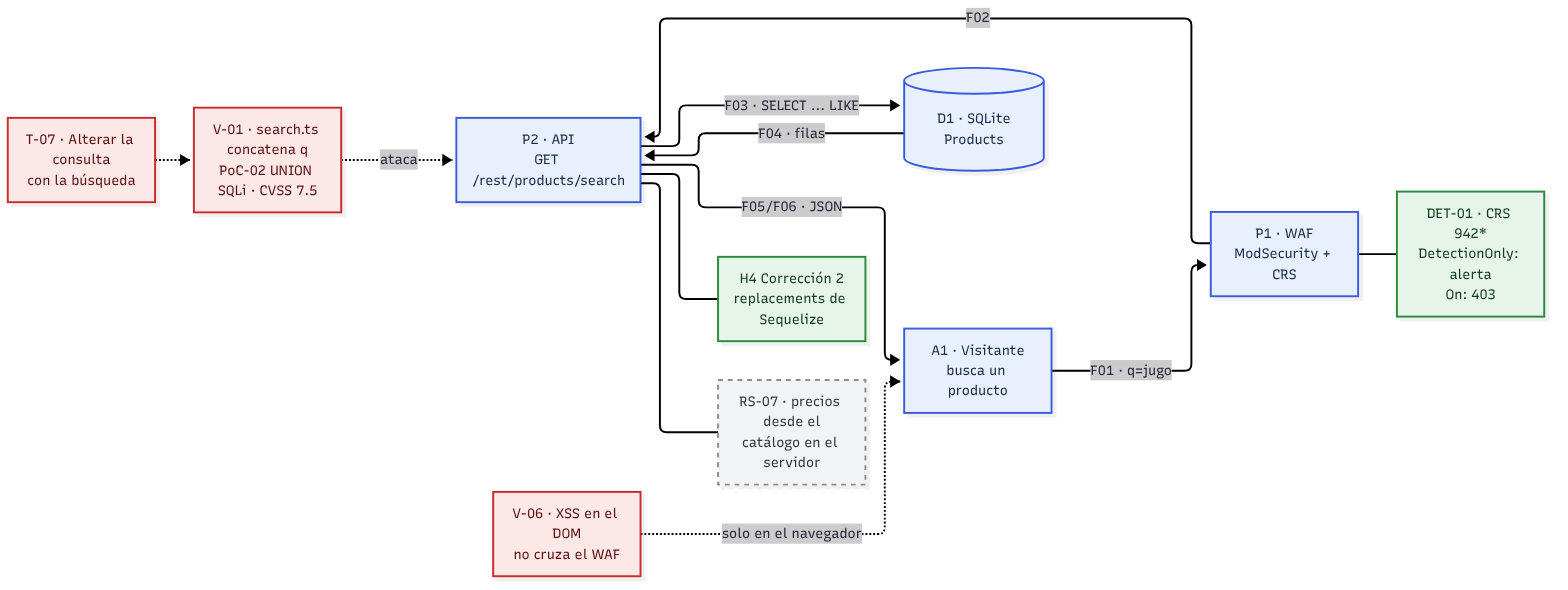 F02
T-07 · Alterar la
consulta
con la búsqueda
V-01 · search.ts
concatena q
PoC-02 UNION
SQLi · CVSS 7.5
ataca
P2 · API
GET
/rest/products/search
F03 · SELECT ... LIKE
F04 · filas
D1 · SQLite
Products
F05/F06 · JSON
H4 Corrección 2
replacements de
Sequelize
RS-07 · precios
desde el
catálogo en el
servidor
A1 · Visitante
busca un
producto
F01 · q=jugo
P1 · WAF
ModSecurity +
CRS
DET-01 · CRS
942*
DetectionOnly:
alerta
On: 403
V-06 · XSS en el
DOM
no cruza el WAF
solo en el navegador